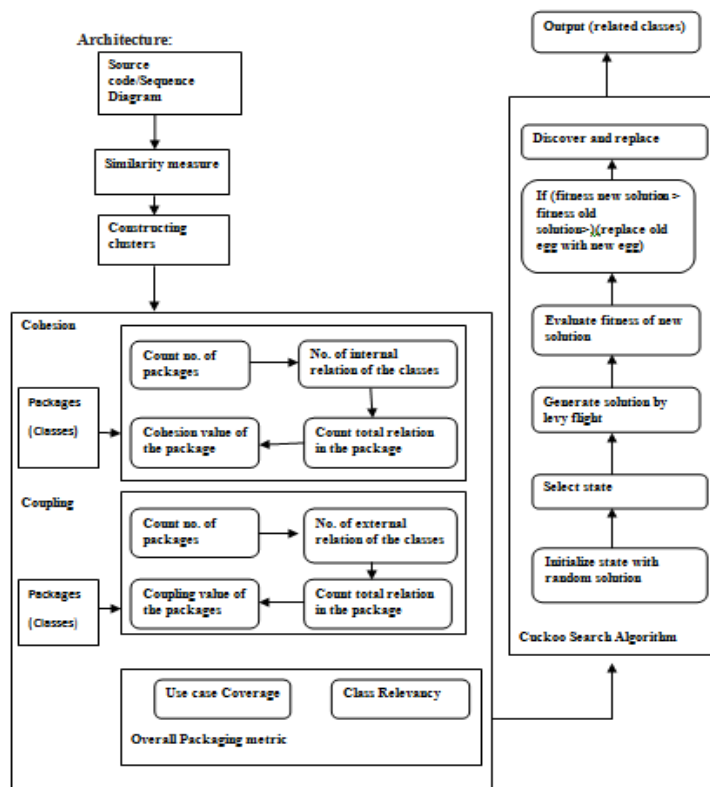 Architecture:
Source
code/Sequence
Diagram
Similarity measure
Constructing
clusters
Cohesion
Count no. of
packages
No. of internal
relation of the classes
Packages
(Classes)
Cohesion value of
the package
Count total relation
in the package
Coupling
Count no. of
packages
No. of external
relation of the classes
Packages
(Classes)
Coupling value of
the packages
Count total relation
in the package
Use case Coverage
Class Relevancy
Overall Packaging metric
Output (related classes)
Discover and replace
If (fitness new solution >
fitness old
solution>)(replace old
egg with new egg)
Evaluate fitness of new
solution
Generate solution by
levy flight
Select state
Initialize state with
random solution
Cuckoo Search Algorithm